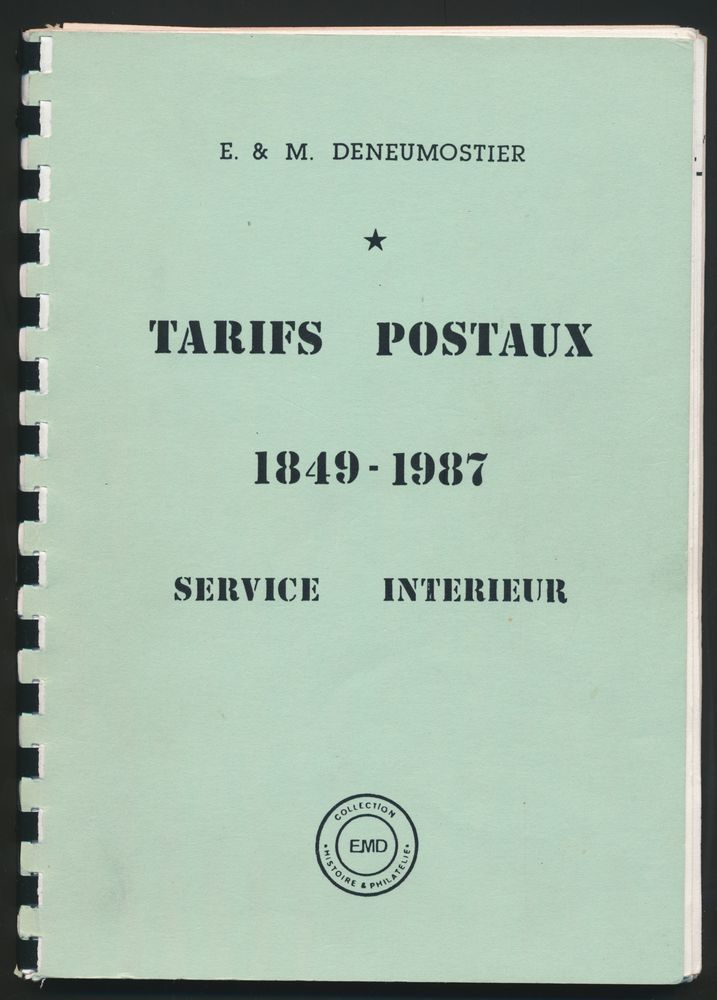 E. & M. DENEUMOSTIER
TARIFS POSTAUX
1849-1987
SERVICE INTERIEUR
COLLECTION
EMD
HISTOIRE & PHILATELIE